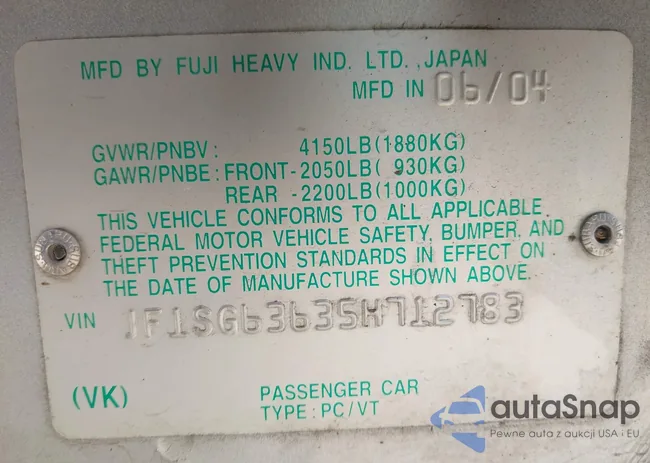 MFD BY FUJI HEAVY IND. LTD., JAPAN
MFD IN 06/04
GVWR/PNBV: 4150LB(1880KG)
GAWR/PNBE: FRONT-2050LB( 930KG)
REAR -2200LB(1000KG)
THIS VEHICLE CONFORMS TO ALL APPLICABLE
FEDERAL MOTOR VEHICLE SAFETY, BUMPER, AND
THEFT PREVENTION STANDARDS IN EFFECT ON
THE DATE OF MANUFACTURE SHOWN ABOVE.
VIN JF1SG63635H712783
(VK) PASSENGER CAR
TYPE: PC/VT
autaSnap
Pewne auta z aukcji USA i EU